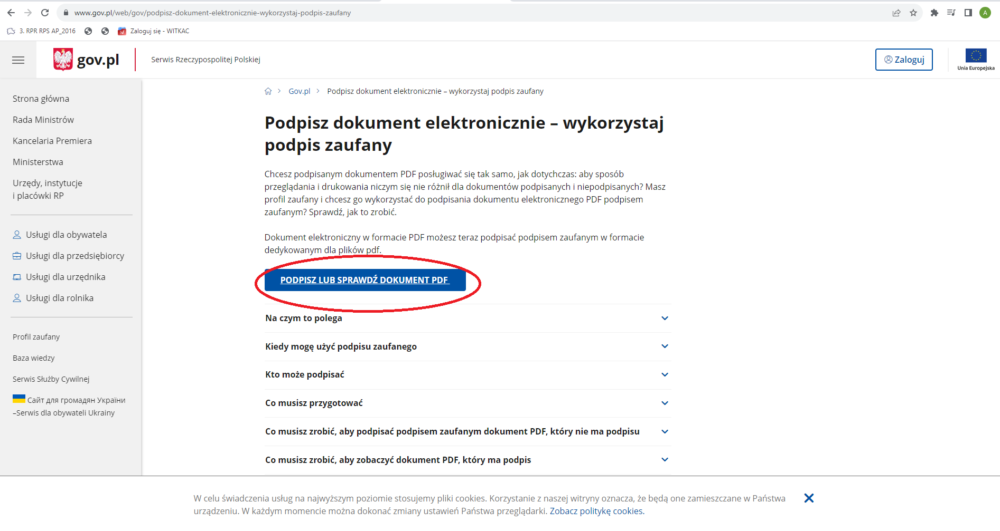 www.gov.pl/web/gov/podpisz-dokument-elektronicznie-wykorzystaj-podpis-zaufany
A
3. RPR RPS AP_2016
Zaloguj się - WITKAC
gov.pl
Serwis Rzeczypospolitej Polskiej
Zaloguj
Unia Europejska
Strona główna
Rada Ministrów
Kancelaria Premiera
Ministerstwa
Urzędy, instytucje
i placówki RP
Usługi dla obywatela
Usługi dla przedsiębiorcy
Usługi dla urzędnika
Usługi dla rolnika
Profil zaufany
Baza wiedzy
Serwis Służby Cywilnej
Сайт для громадян України
–Serwis dla obywateli Ukrainy
Gov.pl
Podpisz dokument elektronicznie – wykorzystaj podpis zaufany
Podpisz dokument elektronicznie – wykorzystaj
podpis zaufany
Chcesz podpisanym dokumentem PDF posługiwać się tak samo, jak dotychczas: aby sposób
przeglądania i drukowania niczym się nie różnił dla dokumentów podpisanych i niepodpisanych? Masz
profil zaufany i chcesz go wykorzystać do podpisania dokumentu elektronicznego PDF podpisem
zaufanym? Sprawdź, jak to zrobić.
Dokument elektroniczny w formacie PDF możesz teraz podpisać podpisem zaufanym w formacie
dedykowanym dla plików pdf.
PODPISZ LUB SPRAWDŹ DOKUMENT PDF
Na czym to polega
Kiedy mogę użyć podpisu zaufanego
Kto może podpisać
Co musisz przygotować
Co musisz zrobić, aby podpisać podpisem zaufanym dokument PDF, który nie ma podpisu
Co musisz zrobić, aby zobaczyć dokument PDF, który ma podpis
W celu świadczenia usług na najwyższym poziomie stosujemy pliki cookies. Korzystanie z naszej witryny oznacza, że będą one zamieszczane w Państwa
urządzeniu. W każdym momencie można dokonać zmiany ustawień Państwa przeglądarki. Zobacz politykę cookies.